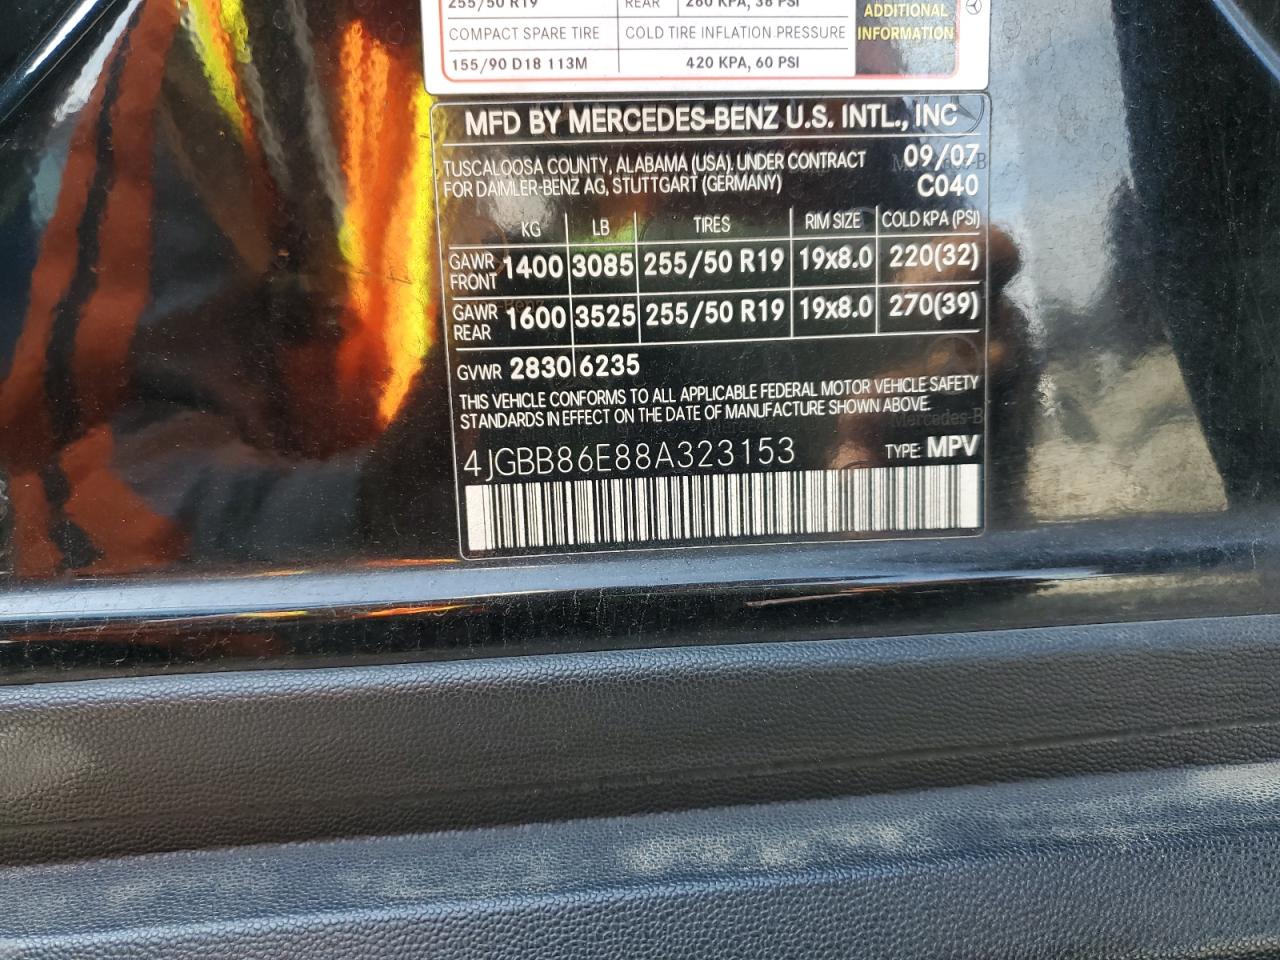 255/50 R19 REAR 260 KPA, 38 PSI
COMPACT SPARE TIRE COLD TIRE INFLATION PRESSURE
155/90 D18 113M 420 KPA, 60 PSI
ADDITIONAL
INFORMATION
MFD BY MERCEDES-BENZ U.S. INTL., INC
TUSCALOOSA COUNTY, ALABAMA (USA). UNDER CONTRACT 09/07
FOR DAIMLER-BENZ AG, STUTTGART (GERMANY) C040
KG LB TIRES RIM SIZE COLD KPA (PSI)
GAWR FRONT 1400 3085 255/50 R19 19x8.0 220(32)
GAWR REAR 1600 3525 255/50 R19 19x8.0 270(39)
GVWR 2830 6235
THIS VEHICLE CONFORMS TO ALL APPLICABLE FEDERAL MOTOR VEHICLE SAFETY
STANDARDS IN EFFECT ON THE DATE OF MANUFACTURE SHOWN ABOVE.
4JGBB86E88A323153 TYPE: MPV